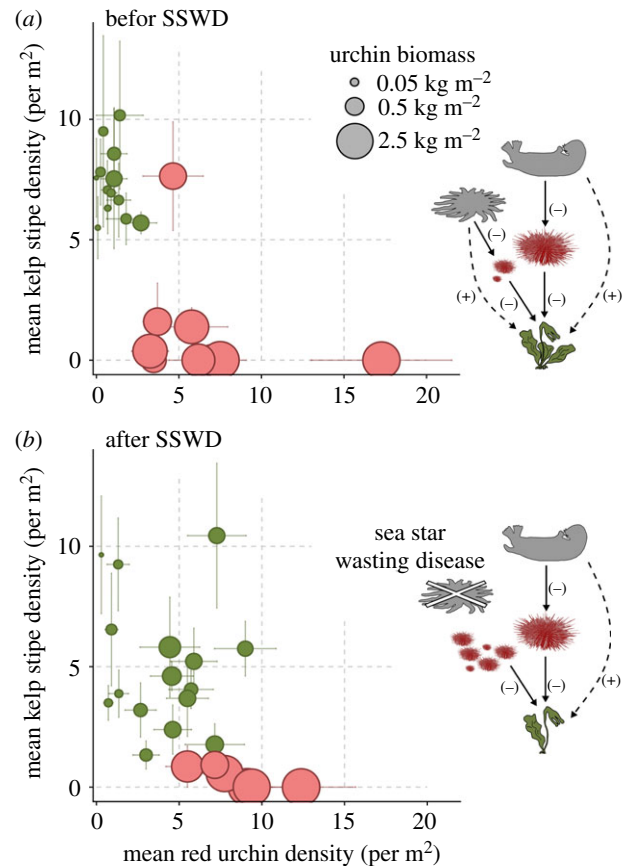 (a) befor SSWD
mean kelp stipe density (per m2)
10
5
0
0 5 10 15 20
urchin biomass
0.05 kg m−2
0.5 kg m−2
2.5 kg m−2
(−)
(−)
(+)
(−)
(−)
(+)
(b) after SSWD
mean kelp stipe density (per m2)
10
5
0
0 5 10 15 20
mean red urchin density (per m2)
sea star
wasting disease
(−)
(−)
(−)
(+)